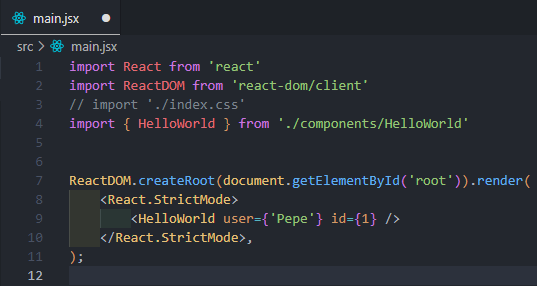 main.jsx
src > main.jsx
1 import React from 'react'
2 import ReactDOM from 'react-dom/client'
3 // import './index.css'
4 import { HelloWorld } from './components/HelloWorld'
5
6
7 ReactDOM.createRoot(document.getElementById('root')).render(
8 <React.StrictMode>
9 <HelloWorld user={'Pepe'} id={1} />
10 </React.StrictMode>,
11 );
12